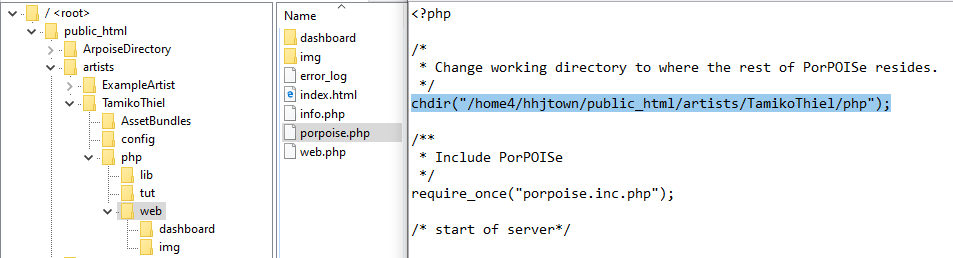 / <root>
public_html
ArpoiseDirectory
artists
ExampleArtist
TamikoThiel
AssetBundles
config
php
lib
tut
web
dashboard
img
Name
dashboard
img
error_log
index.html
info.php
porpoise.php
web.php
<?php
/*
* Change working directory to where the rest of PorPOISe resides.
*/
chdir("/home4/hhjtown/public_html/artists/TamikoThiel/php");
/**
* Include PorPOISe
*/
require_once("porpoise.inc.php");
/* start of server*/